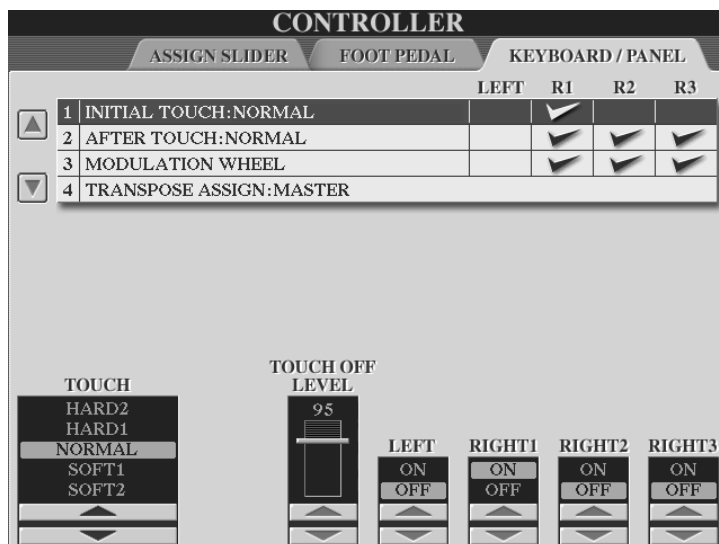 CONTROLLER
ASSIGN SLIDER FOOT PEDAL KEYBOARD / PANEL
LEFT R1 R2 R3
1 INITIAL TOUCH:NORMAL
2 AFTER TOUCH:NORMAL
3 MODULATION WHEEL
4 TRANSPOSE ASSIGN:MASTER
TOUCH
HARD2
HARD1
NORMAL
SOFT1
SOFT2
TOUCH OFF
LEVEL
95
LEFT
ON
OFF
RIGHT1
ON
OFF
RIGHT2
ON
OFF
RIGHT3
ON
OFF